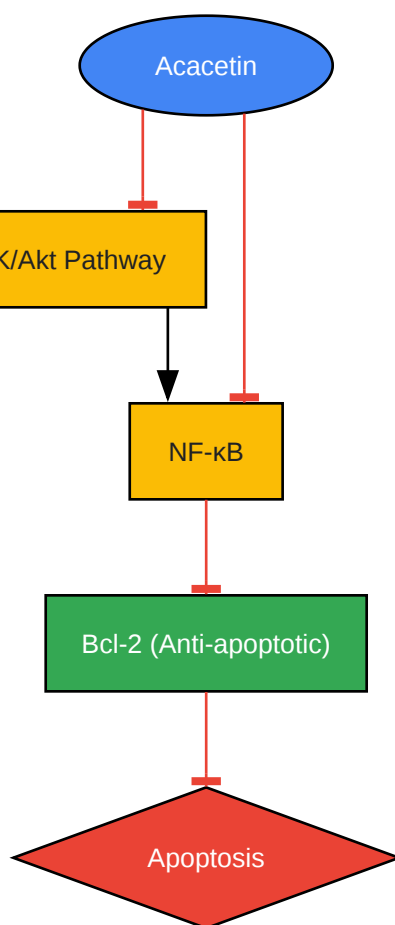 Acacetin
K/Akt Pathway
NF-κB
Bcl-2 (Anti-apoptotic)
Apoptosis